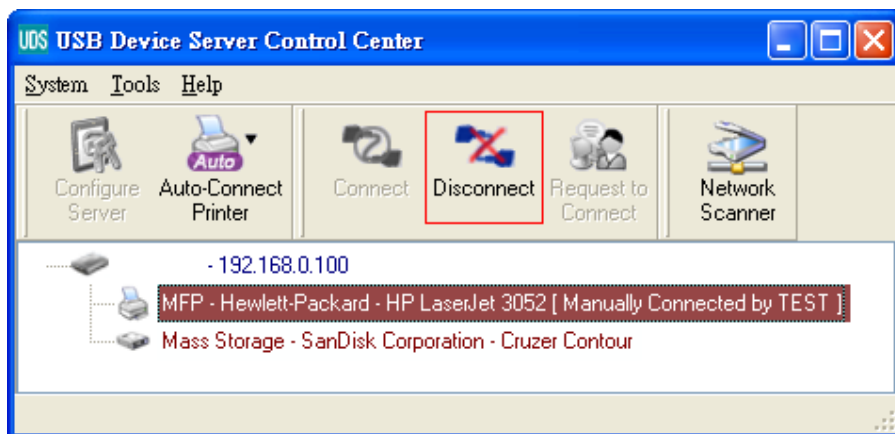 UDS USB Device Server Control Center
System Tools Help
Auto
Configure Server
Auto-Connect Printer
Connect
Disconnect
Request to Connect
Network Scanner
- 192.168.0.100
MFP - Hewlett-Packard - HP LaserJet 3052 [ Manually Connected by TEST ]
Mass Storage - SanDisk Corporation - Cruzer Contour